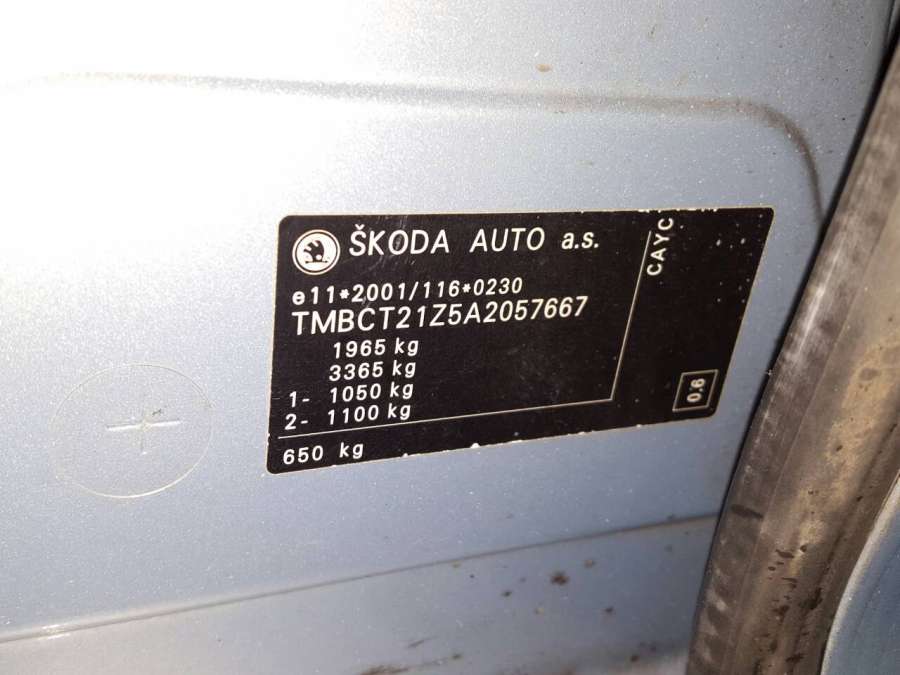 ŠKODA AUTO a.s.
CAYC
e11*2001/116*0230
TMBCT21Z5A2057667
1965 kg
3365 kg
1- 1050 kg
2- 1100 kg
0.6
650 kg